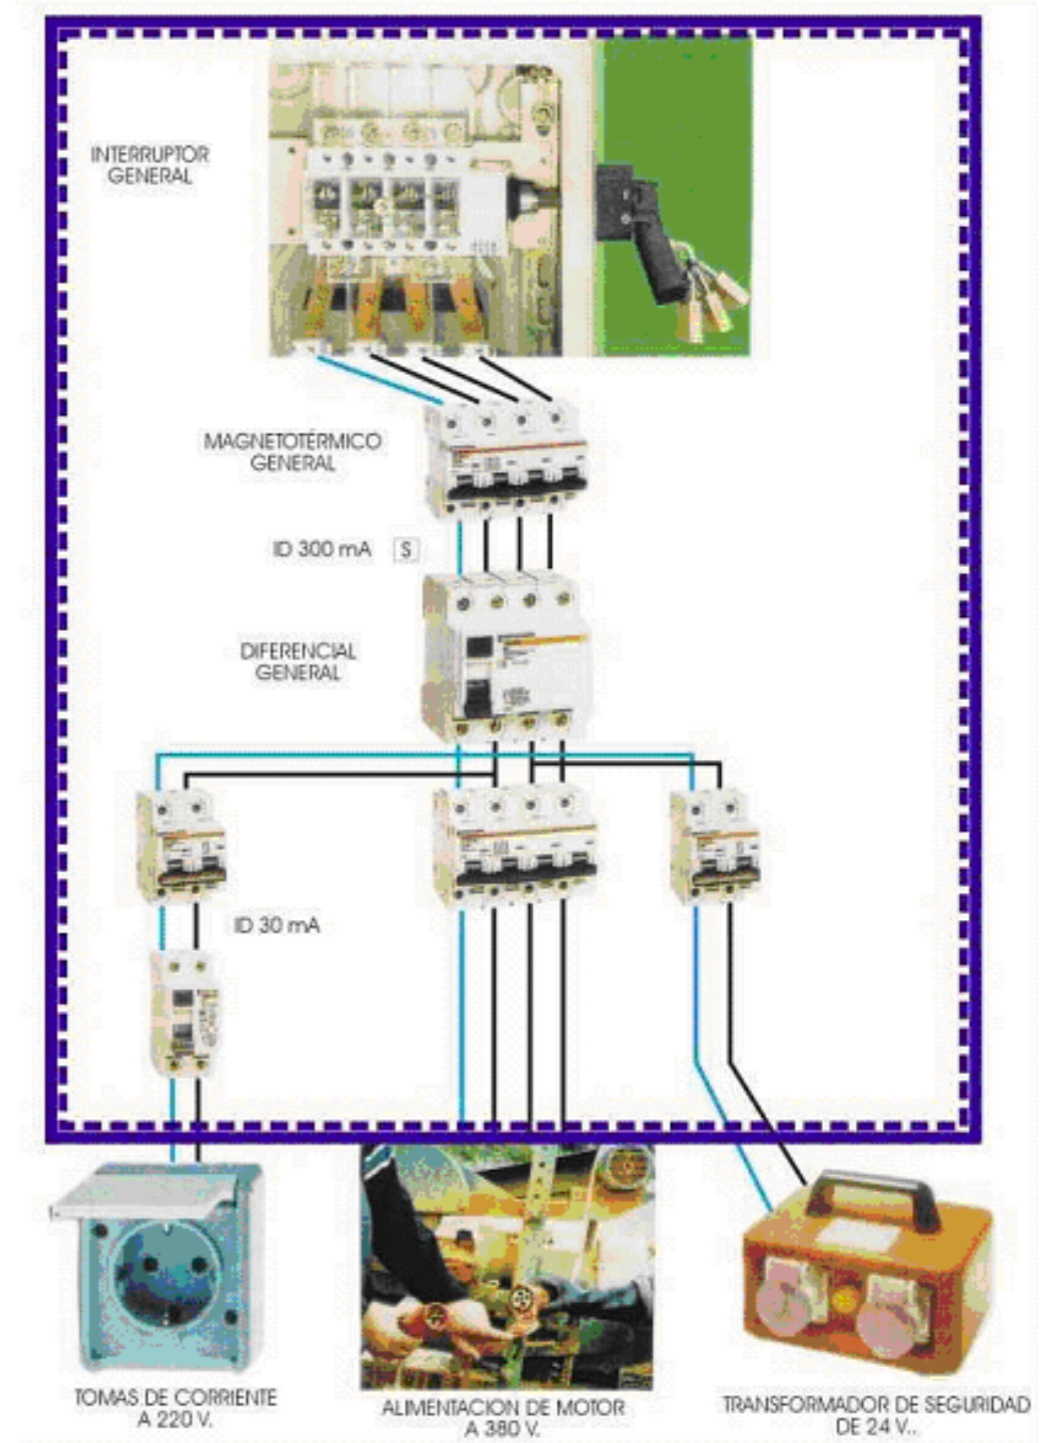 INTERRUPTOR
GENERAL
MAGNETOTÉRMICO
GENERAL
ID 300 mA S
DIFERENCIAL
GENERAL
ID 30 mA
TOMAS DE CORRIENTE
A 220 V.
ALIMENTACION DE MOTOR
A 380 V.
TRANSFORMADOR DE SEGURIDAD
DE 24 V..